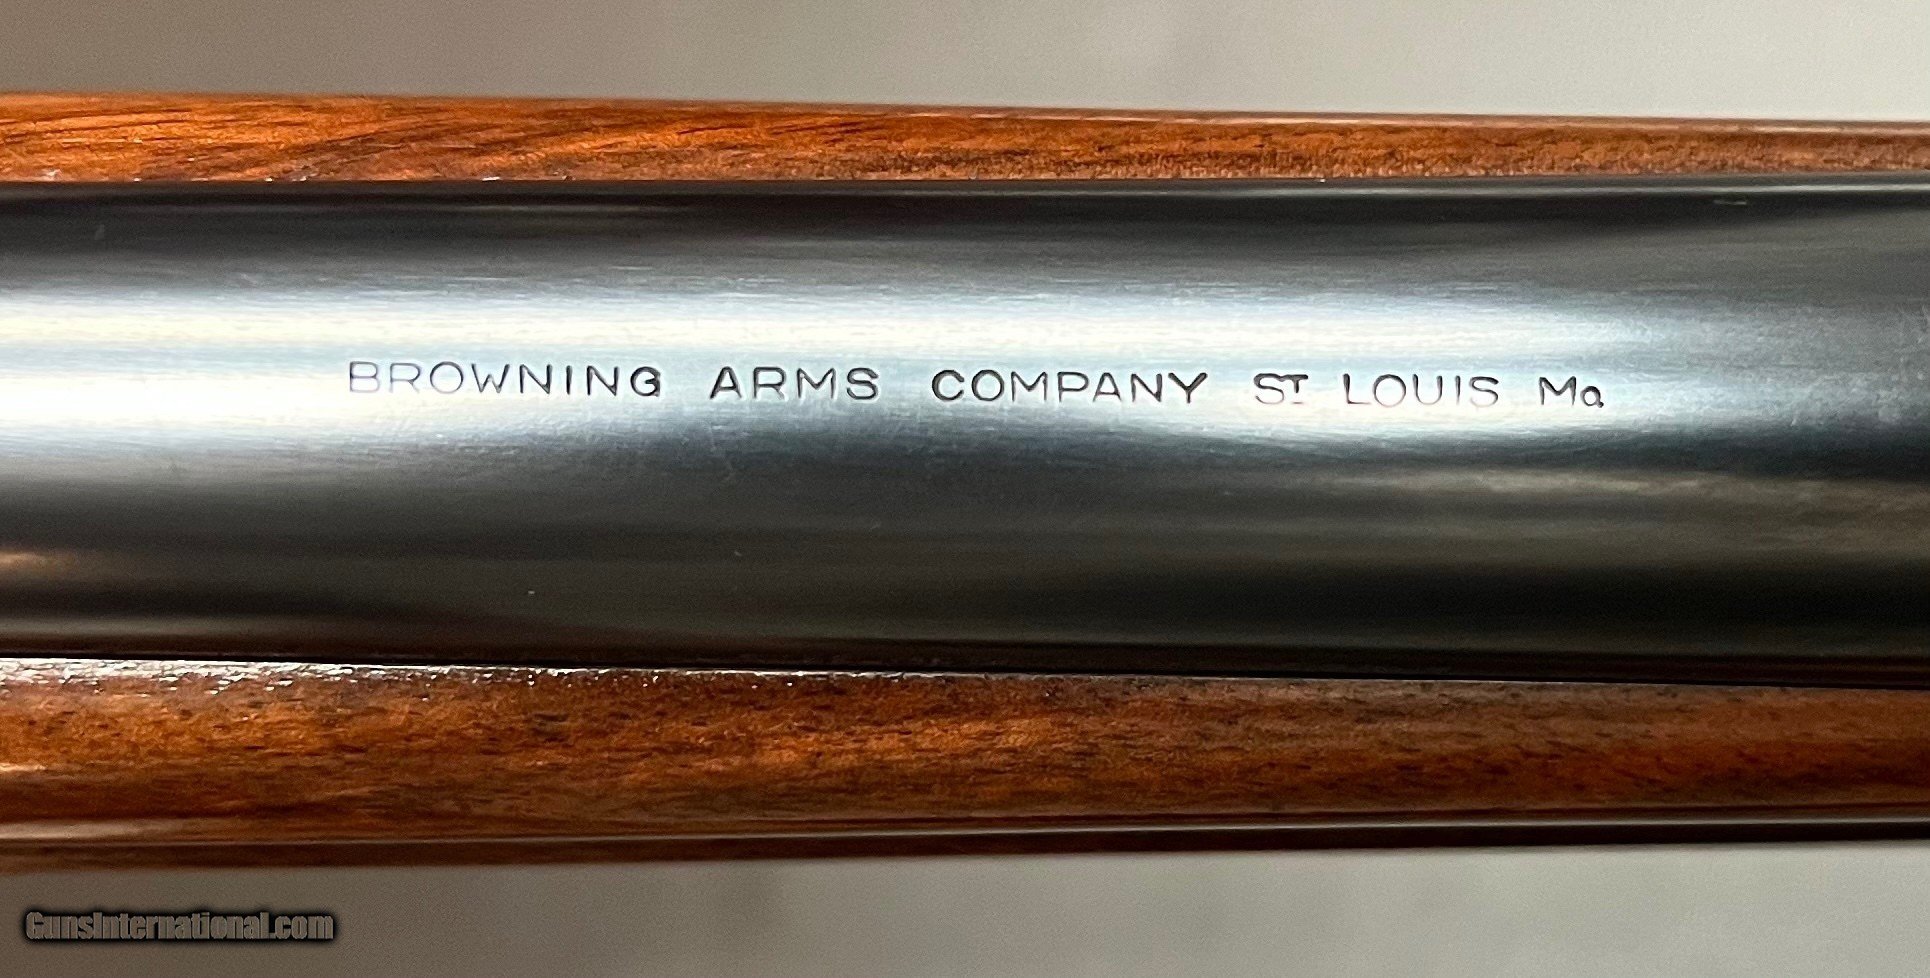 BROWNING ARMS COMPANY ST LOUIS Mo
GunsInternational.com